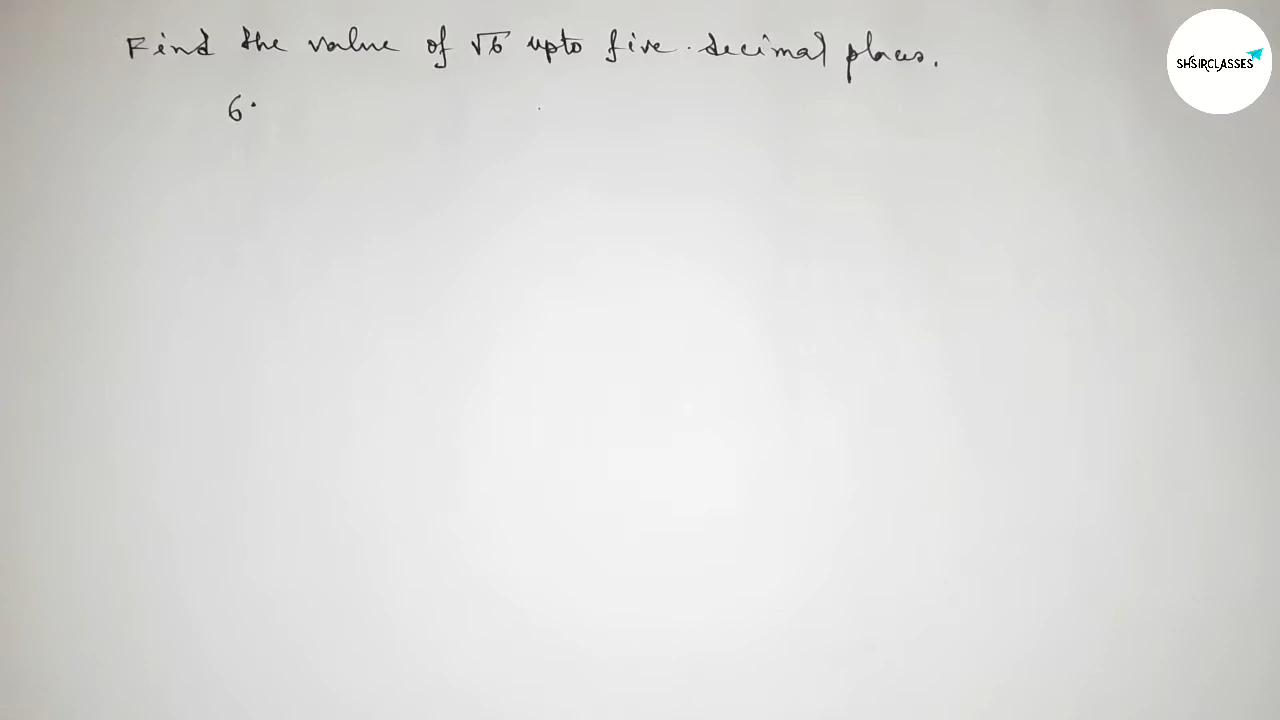 Find the value of √6 upto five decimal places.
6.
SHSIRCLASSES